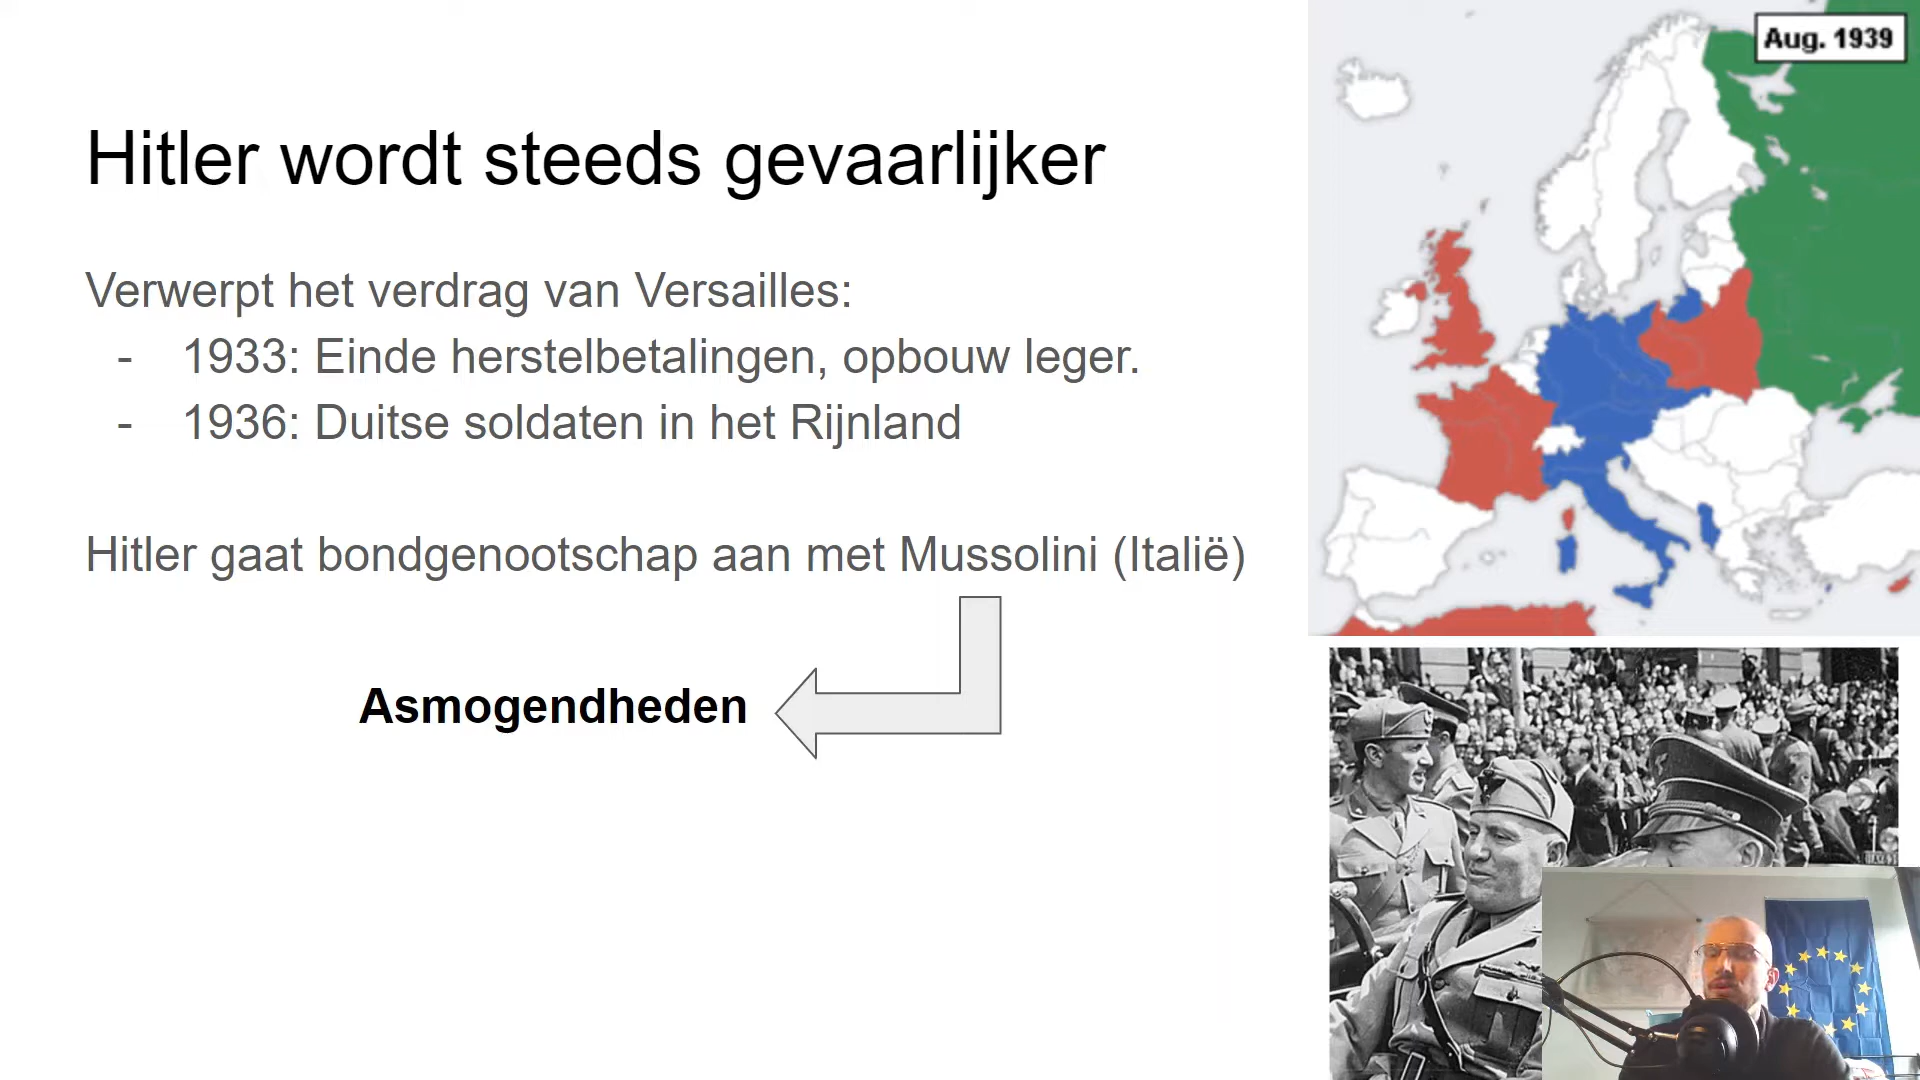 Hitler wordt steeds gevaarlijker
Verwerpt het verdrag van Versailles:
- 1933: Einde herstelbetalingen, opbouw leger.
- 1936: Duitse soldaten in het Rijnland
Hitler gaat bondgenootschap aan met Mussolini (Italië)
Asmogendheden
Aug. 1939